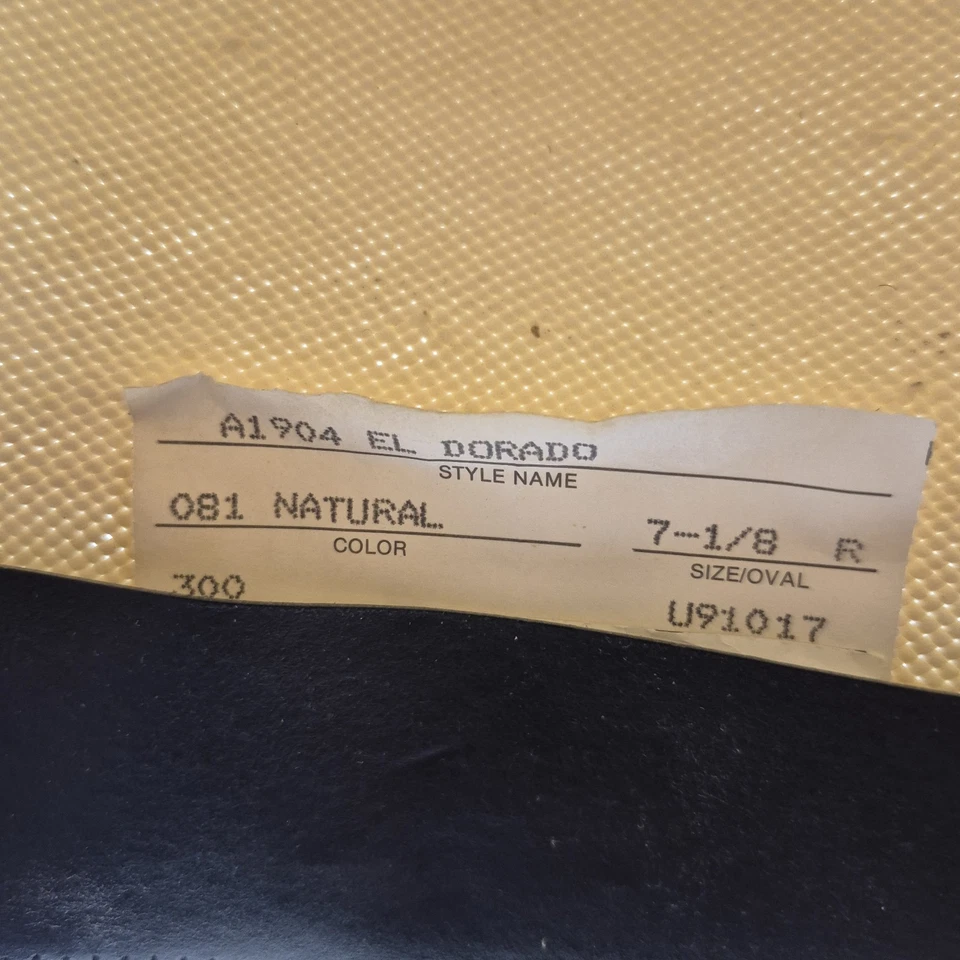 A1904 EL DORADO
STYLE NAME
081 NATURAL
COLOR
7-1/8 R
SIZE/OVAL
300
U91017